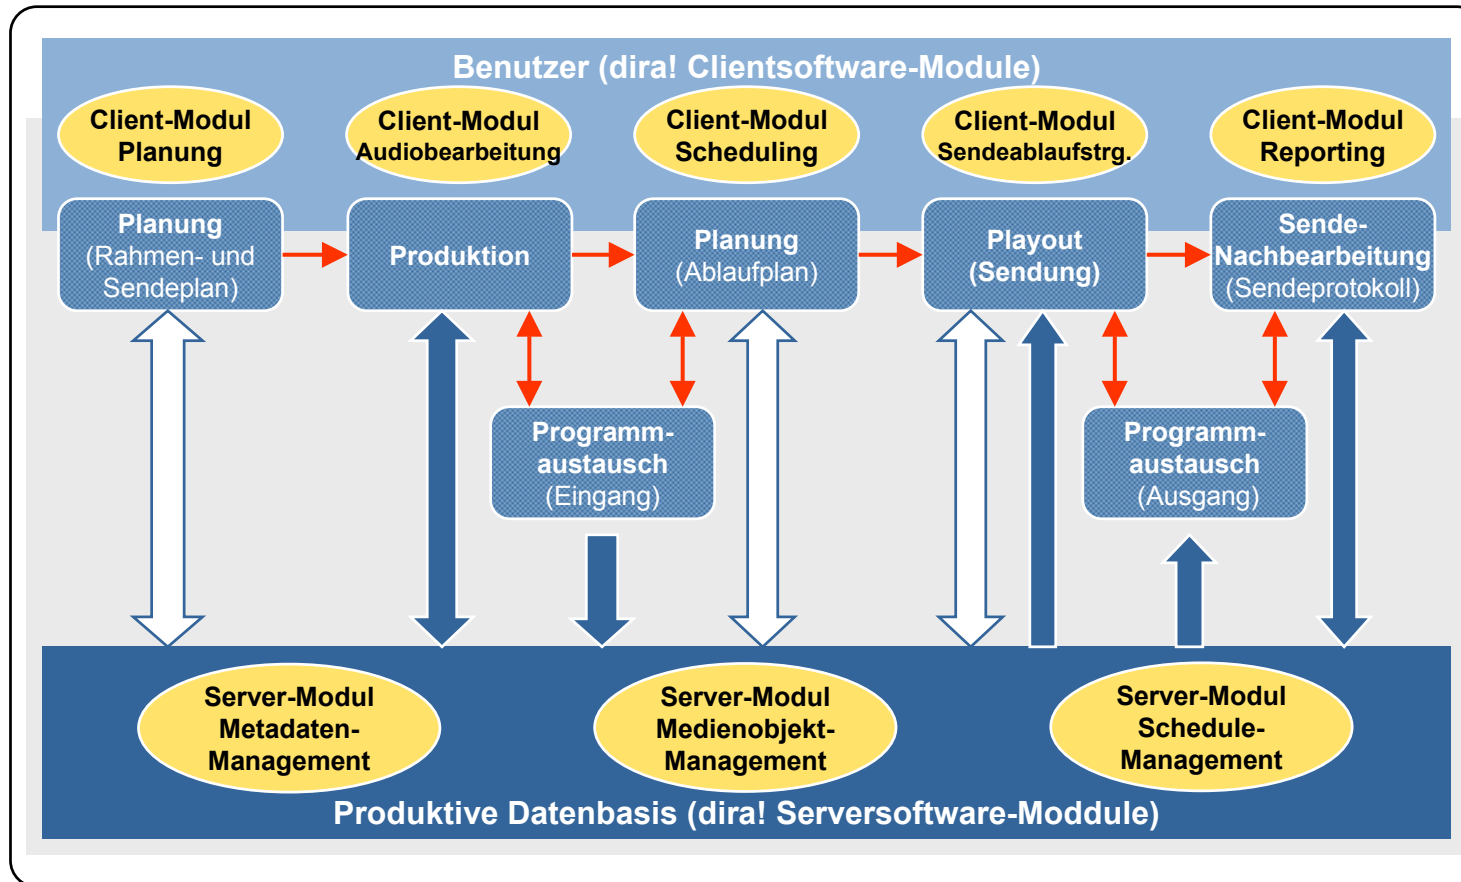 Benutzer (dira! Clientsoftware-Module)
Client-Modul
Planung
Client-Modul
Audiobearbeitung
Client-Modul
Scheduling
Client-Modul
Sendeablaufstrg.
Client-Modul
Reporting
Planung
(Rahmen- und
Sendeplan)
Produktion
Planung
(Ablaufplan)
Playout
(Sendung)
Sende-
Nachbearbeitung
(Sendeprotokoll)
Programm-
austausch
(Eingang)
Programm-
austausch
(Ausgang)
Server-Modul
Metadaten-
Management
Server-Modul
Medienobjekt-
Management
Server-Modul
Schedule-
Management
Produktive Datenbasis (dira! Serversoftware-Moddule)